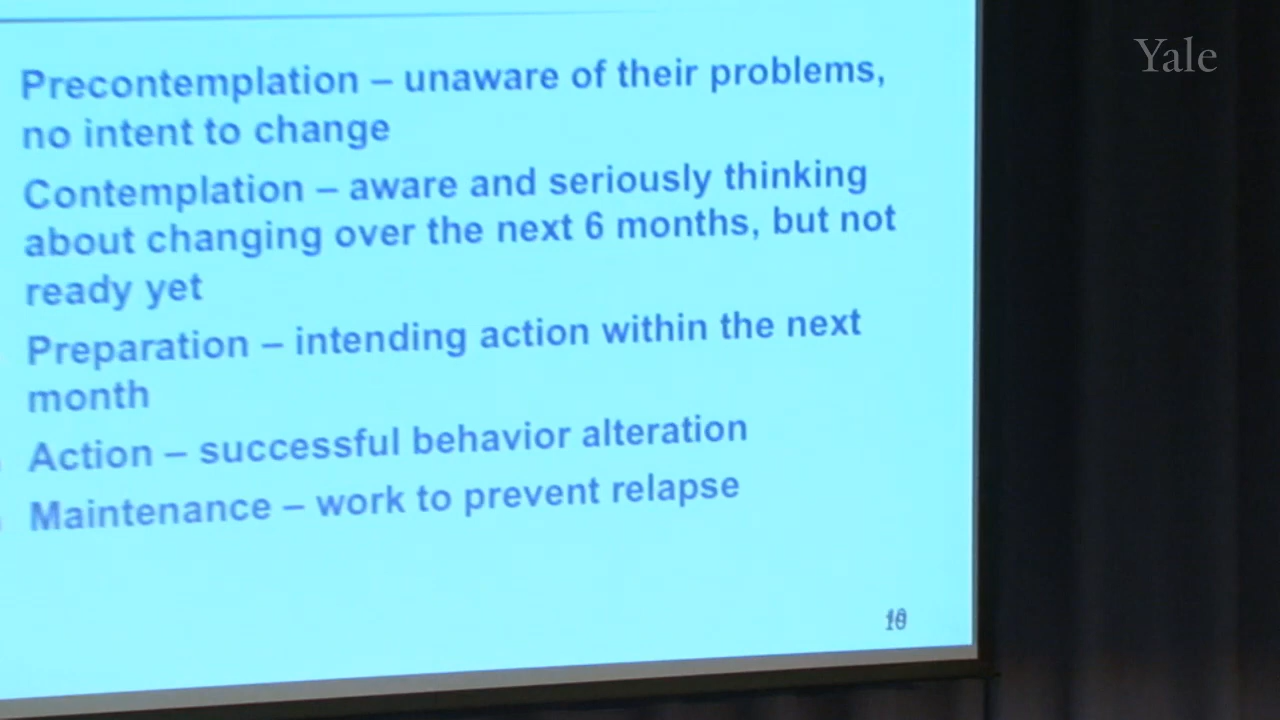 Yale
Precontemplation – unaware of their problems,
no intent to change
Contemplation – aware and seriously thinking
about changing over the next 6 months, but not
ready yet
Preparation – intending action within the next
month
Action – successful behavior alteration
Maintenance – work to prevent relapse